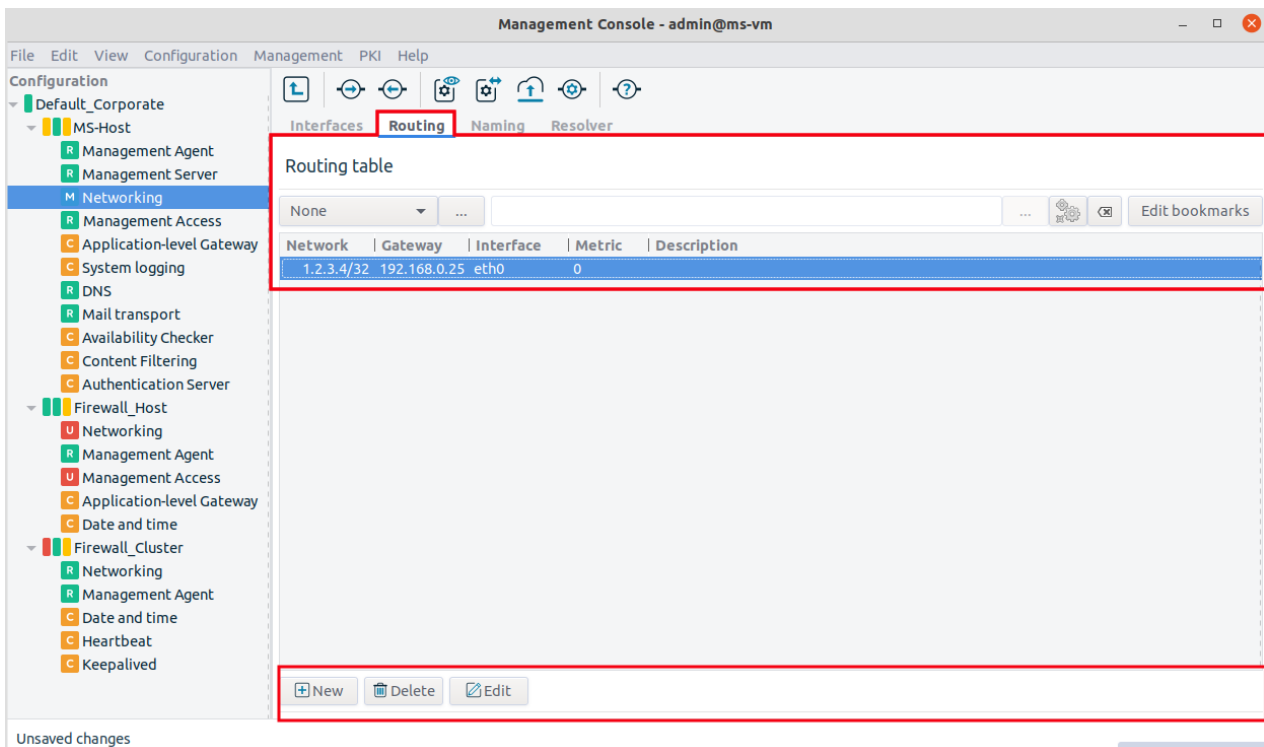 Management Console - admin@ms-vm
File Edit View Configuration Management PKI Help
Configuration
Default_Corporate
MS-Host
R Management Agent
R Management Server
M Networking
R Management Access
C Application-level Gateway
C System logging
R DNS
R Mail transport
C Availability Checker
C Content Filtering
C Authentication Server
Firewall_Host
U Networking
R Management Agent
U Management Access
C Application-level Gateway
C Date and time
Firewall_Cluster
R Networking
R Management Agent
C Date and time
C Heartbeat
C Keepalived
Interfaces Routing Naming Resolver
Routing table
None ... ... Edit bookmarks
Network Gateway Interface Metric Description
1.2.3.4/32 192.168.0.25 eth0 0
New Delete Edit
Unsaved changes